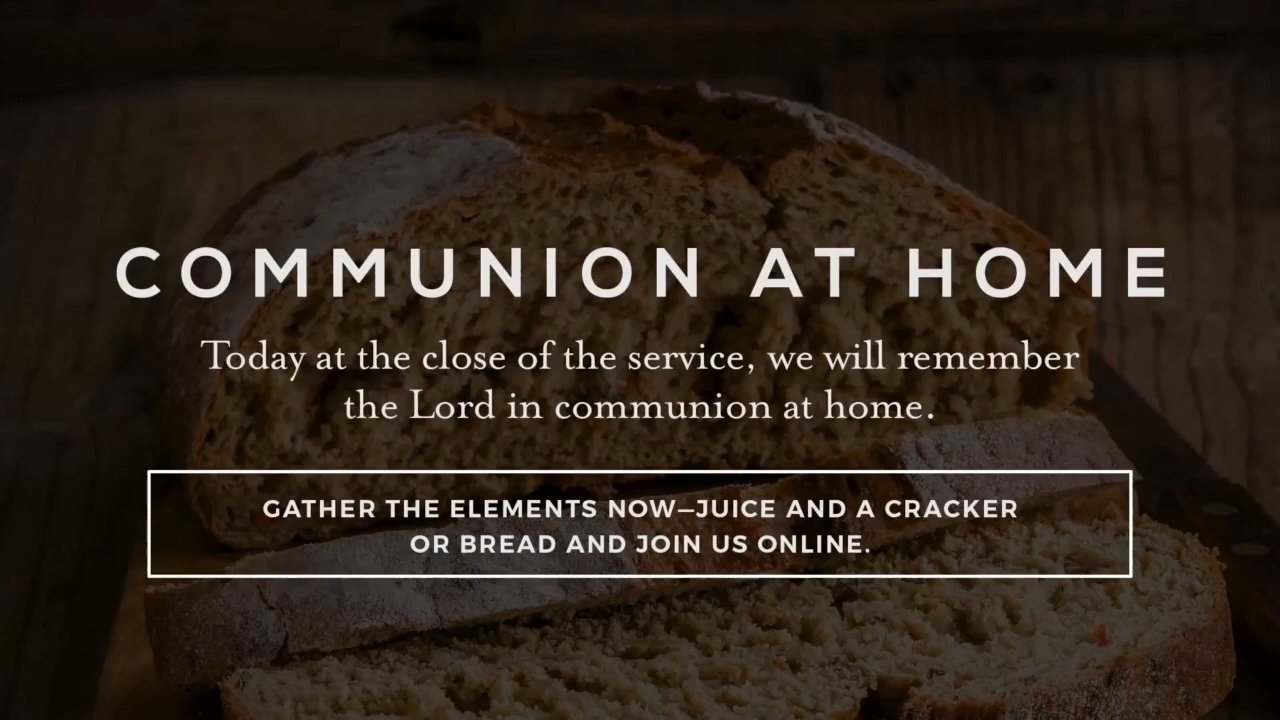 COMMUNION AT HOME
Today at the close of the service, we will remember
the Lord in communion at home.
GATHER THE ELEMENTS NOW—JUICE AND A CRACKER
OR BREAD AND JOIN US ONLINE.